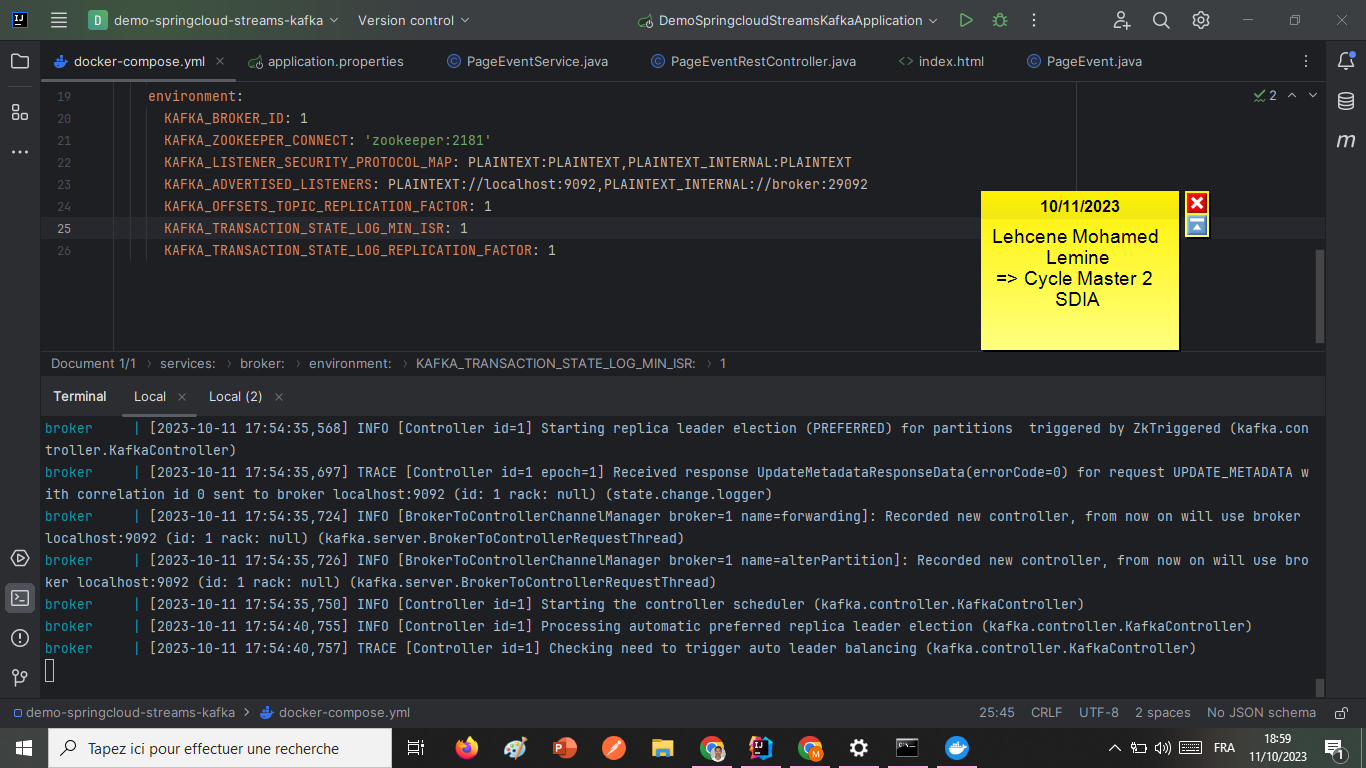 demo-springcloud-streams-kafka
Version control
DemoSpringcloudStreamsKafkaApplication
docker-compose.yml
application.properties
PageEventService.java
PageEventRestController.java
index.html
PageEvent.java
19 environment:
20 KAFKA_BROKER_ID: 1
21 KAFKA_ZOOKEEPER_CONNECT: 'zookeeper:2181'
22 KAFKA_LISTENER_SECURITY_PROTOCOL_MAP: PLAINTEXT:PLAINTEXT,PLAINTEXT_INTERNAL:PLAINTEXT
23 KAFKA_ADVERTISED_LISTENERS: PLAINTEXT://localhost:9092,PLAINTEXT_INTERNAL://broker:29092
24 KAFKA_OFFSETS_TOPIC_REPLICATION_FACTOR: 1
25 KAFKA_TRANSACTION_STATE_LOG_MIN_ISR: 1
26 KAFKA_TRANSACTION_STATE_LOG_REPLICATION_FACTOR: 1
2
10/11/2023
Lehcene Mohamed
Lemine
=> Cycle Master 2
SDIA
Document 1/1 › services: › broker: › environment: › KAFKA_TRANSACTION_STATE_LOG_MIN_ISR: › 1
Terminal Local Local (2)
broker | [2023-10-11 17:54:35,568] INFO [Controller id=1] Starting replica leader election (PREFERRED) for partitions  triggered by ZkTriggered (kafka.con
troller.KafkaController)
broker | [2023-10-11 17:54:35,697] TRACE [Controller id=1 epoch=1] Received response UpdateMetadataResponseData(errorCode=0) for request UPDATE_METADATA w
ith correlation id 0 sent to broker localhost:9092 (id: 1 rack: null) (state.change.logger)
broker | [2023-10-11 17:54:35,724] INFO [BrokerToControllerChannelManager broker=1 name=forwarding]: Recorded new controller, from now on will use broker
localhost:9092 (id: 1 rack: null) (kafka.server.BrokerToControllerRequestThread)
broker | [2023-10-11 17:54:35,726] INFO [BrokerToControllerChannelManager broker=1 name=alterPartition]: Recorded new controller, from now on will use bro
ker localhost:9092 (id: 1 rack: null) (kafka.server.BrokerToControllerRequestThread)
broker | [2023-10-11 17:54:35,750] INFO [Controller id=1] Starting the controller scheduler (kafka.controller.KafkaController)
broker | [2023-10-11 17:54:40,755] INFO [Controller id=1] Processing automatic preferred replica leader election (kafka.controller.KafkaController)
broker | [2023-10-11 17:54:40,757] TRACE [Controller id=1] Checking need to trigger auto leader balancing (kafka.controller.KafkaController)
demo-springcloud-streams-kafka > docker-compose.yml
25:45 CRLF UTF-8 2 spaces No JSON schema
Tapez ici pour effectuer une recherche
FRA
18:59
11/10/2023
1